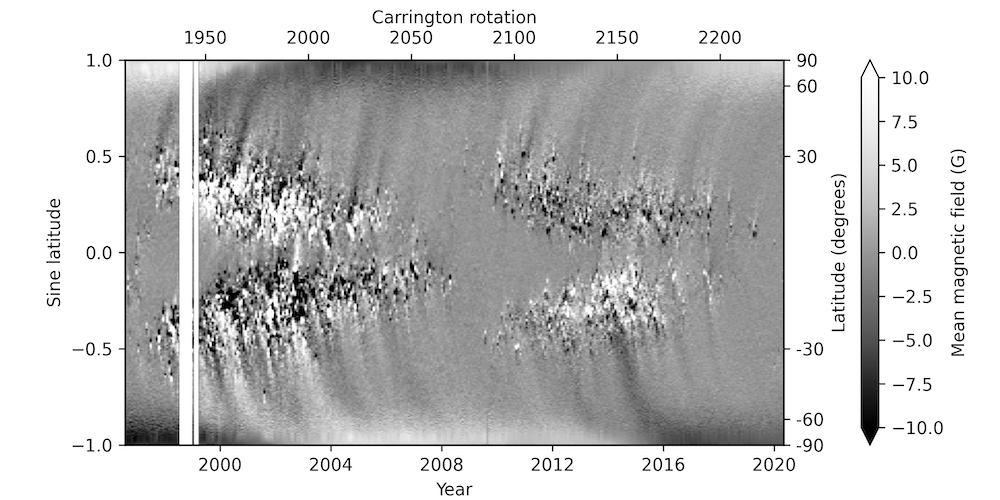 Carrington rotation
1950 2000 2050 2100 2150 2200
1.0 90 10.0
60
7.5
0.5 30 5.0
2.5
Sine latitude 0.0 Latitude (degrees) 0.0 Mean magnetic field (G)
−2.5
−0.5 -30 −5.0
−7.5
-60 −10.0
−1.0 -90
2000 2004 2008 2012 2016 2020
Year